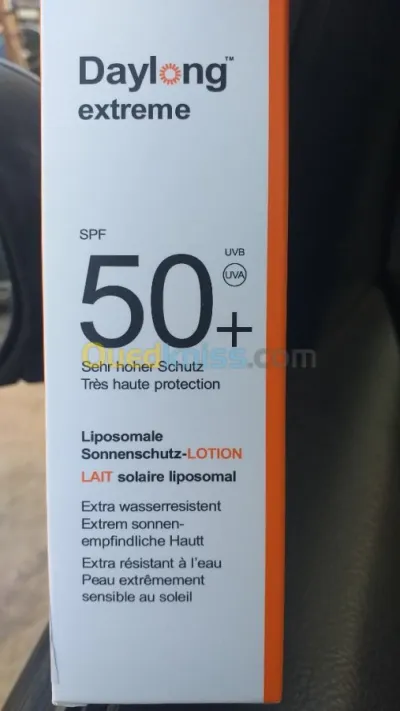 Daylong™
extreme
SPF
50+
UVB
UVA
Ouedkniss.com
Sehr hoher Schutz
Très haute protection
Liposomale
Sonnenschutz-LOTION
LAIT solaire liposomal
Extra wasserresistent
Extrem sonnen-
empfindliche Hautt
Extra résistant à l'eau
Peau extrêmement
sensible au soleil